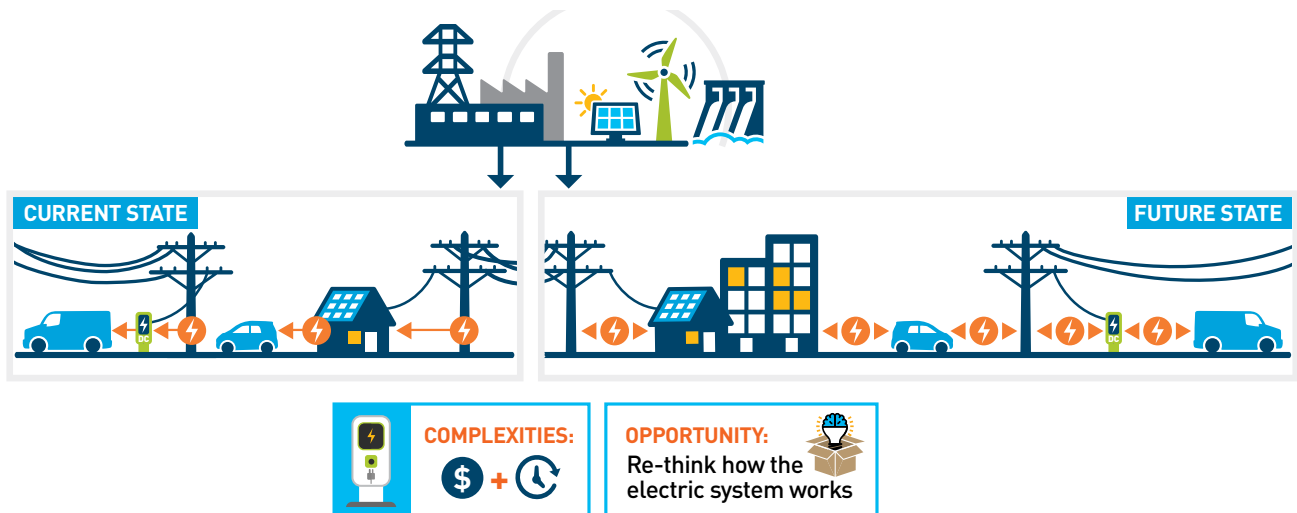 CURRENT STATE
FUTURE STATE
DC
DC
COMPLEXITIES:
$ +
OPPORTUNITY:
Re-think how the
electric system works